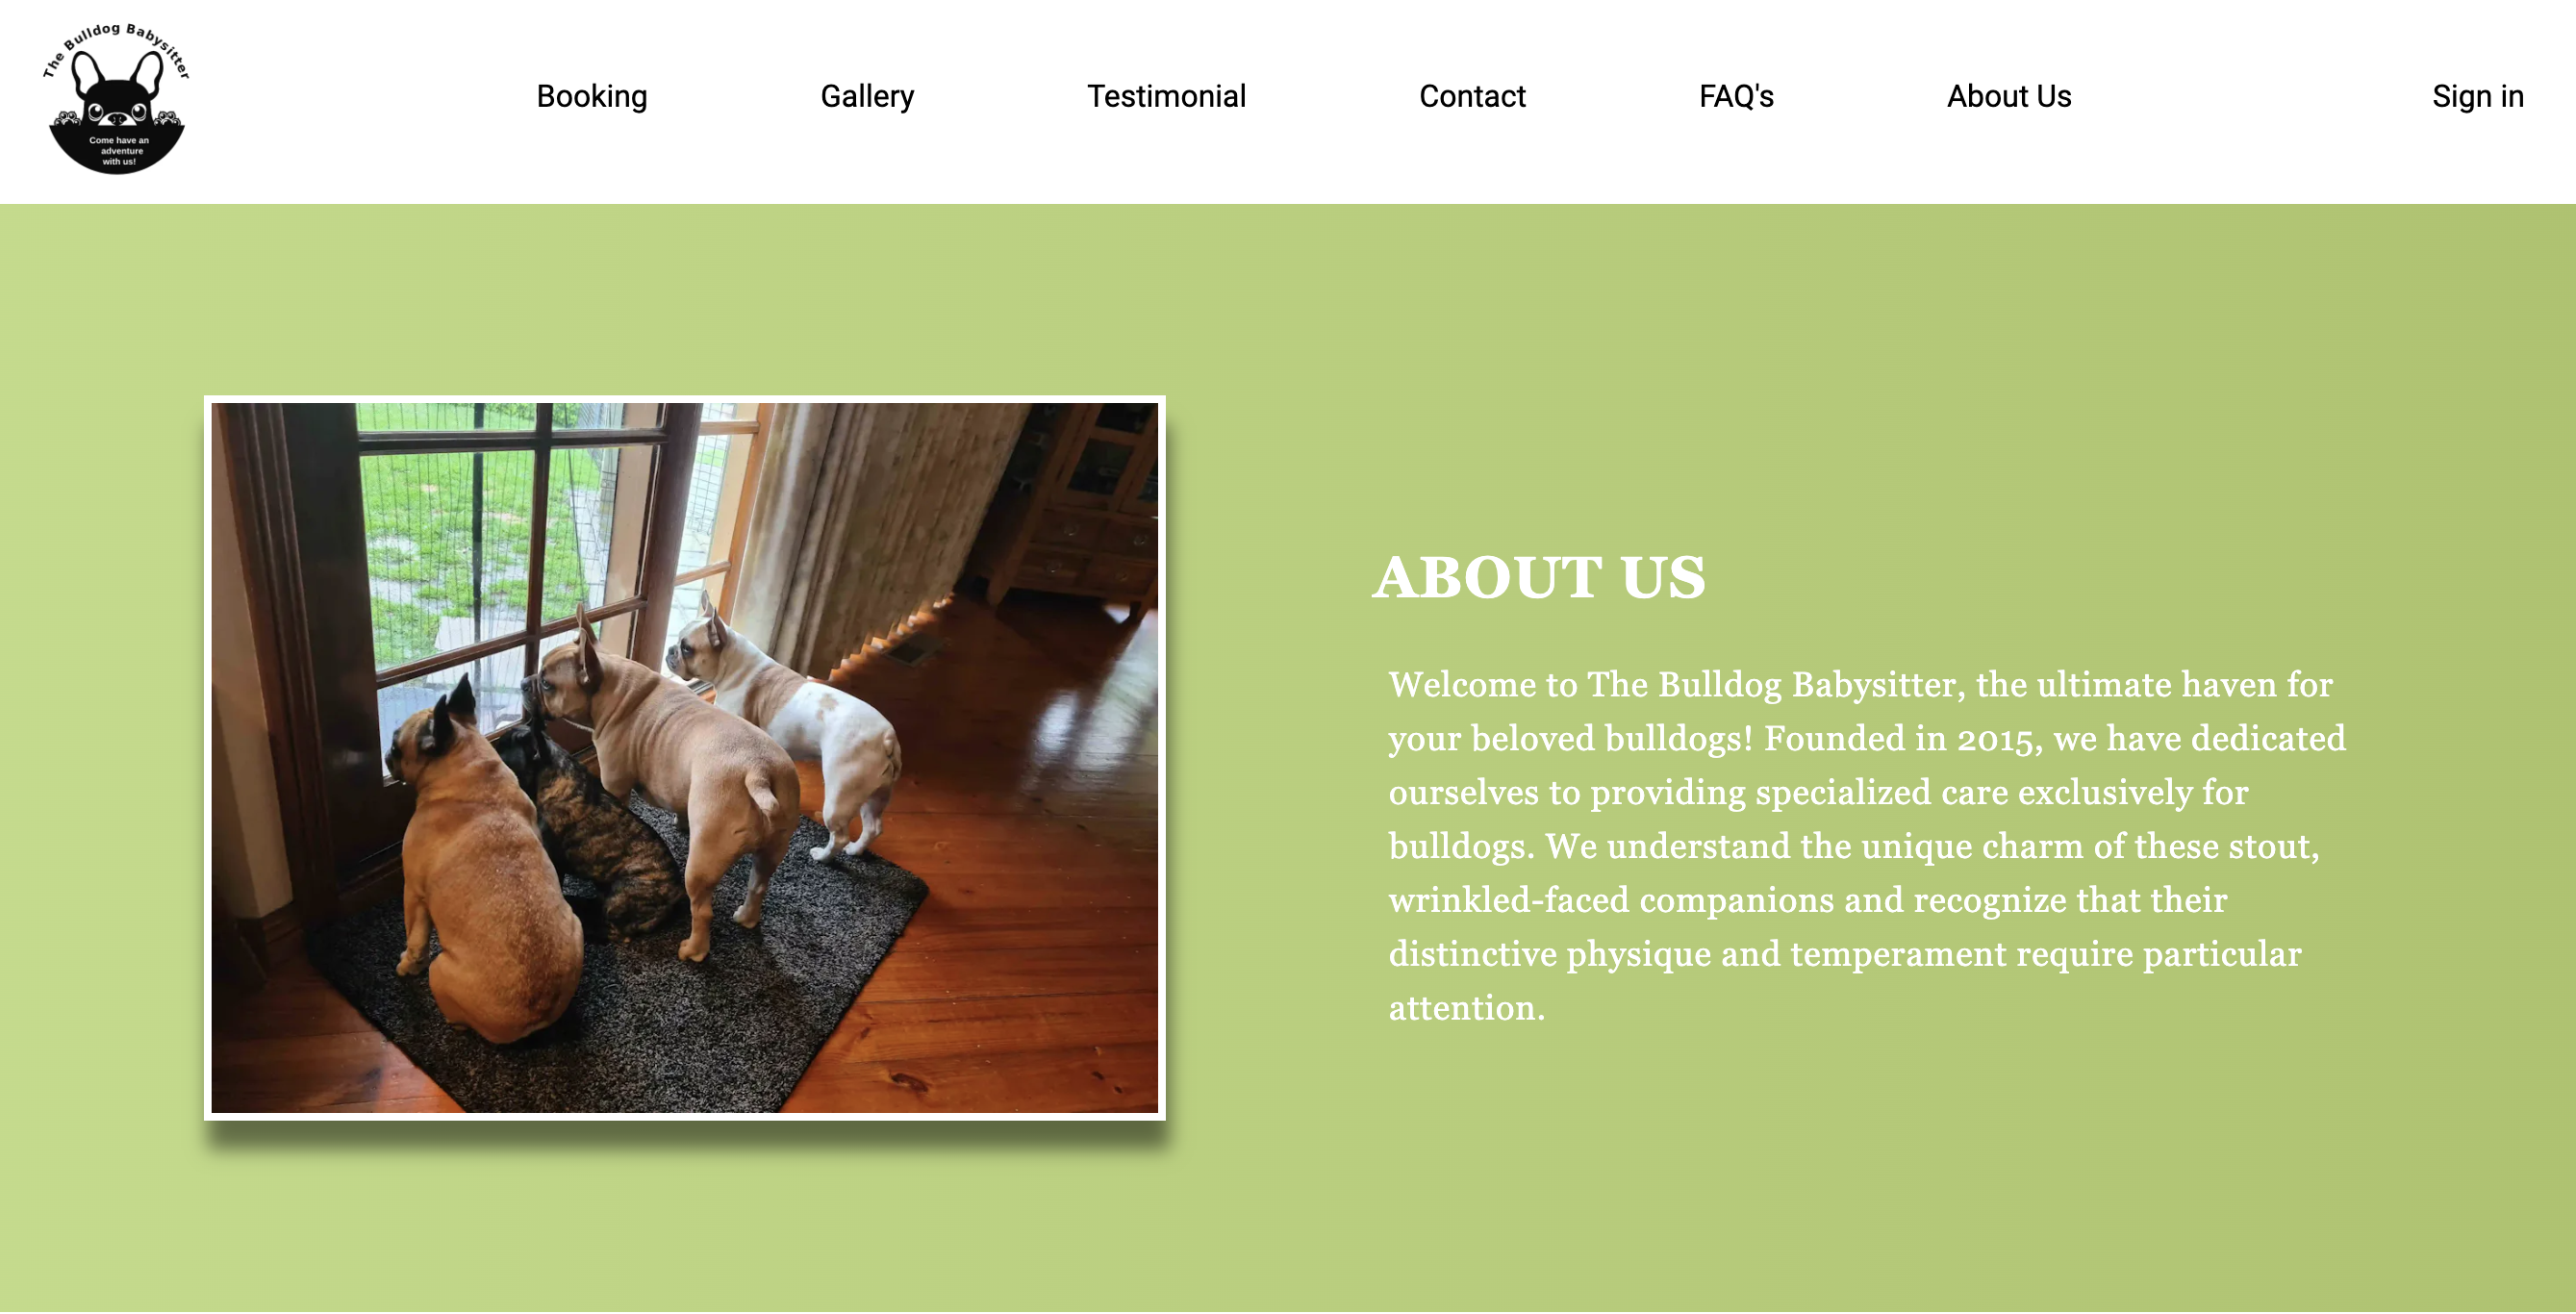 The Bulldog Babysitter
Come have an
adventure
with us!
Booking
Gallery
Testimonial
Contact
FAQ's
About Us
Sign in
ABOUT US
Welcome to The Bulldog Babysitter, the ultimate haven for
your beloved bulldogs! Founded in 2015, we have dedicated
ourselves to providing specialized care exclusively for
bulldogs. We understand the unique charm of these stout,
wrinkled-faced companions and recognize that their
distinctive physique and temperament require particular
attention.